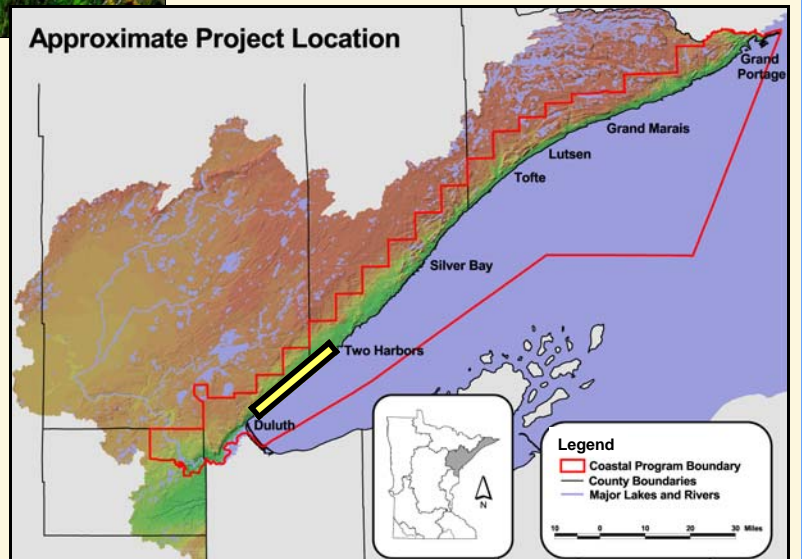 Approximate Project Location
Grand
Portage
Grand Marais
Lutsen
Tofte
Silver Bay
Two Harbors
Duluth
N
Legend
Coastal Program Boundary
County Boundaries
Major Lakes and Rivers
10 0 10 20 30 Miles